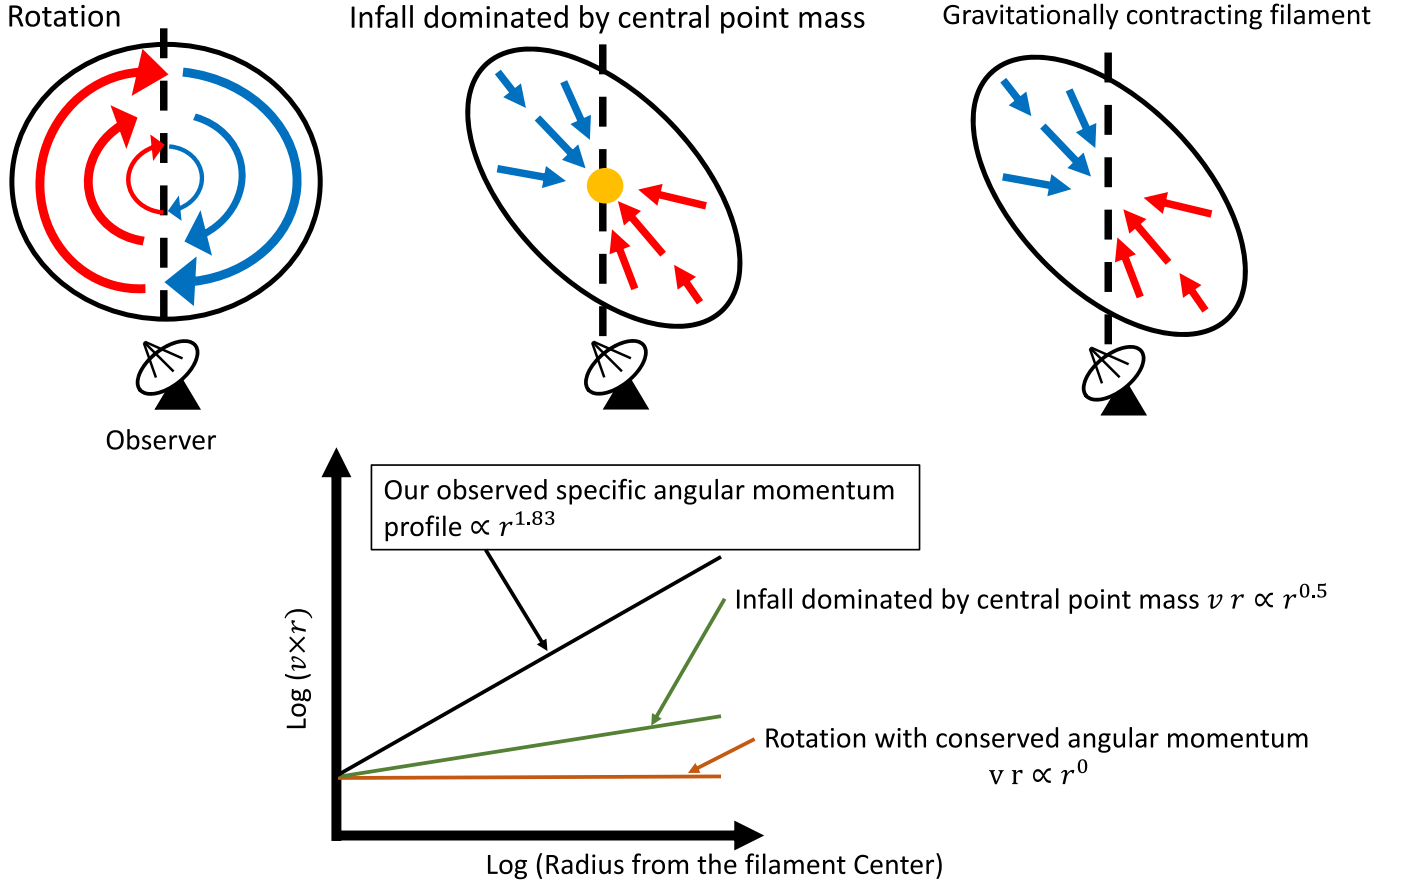 Rotation
Infall dominated by central point mass
Gravitationally contracting filament
Observer
Our observed specific angular momentum
profile ∝ r^1.83
Infall dominated by central point mass v r ∝ r^0.5
Rotation with conserved angular momentum
v r ∝ r^0
Log (v×r)
Log (Radius from the filament Center)